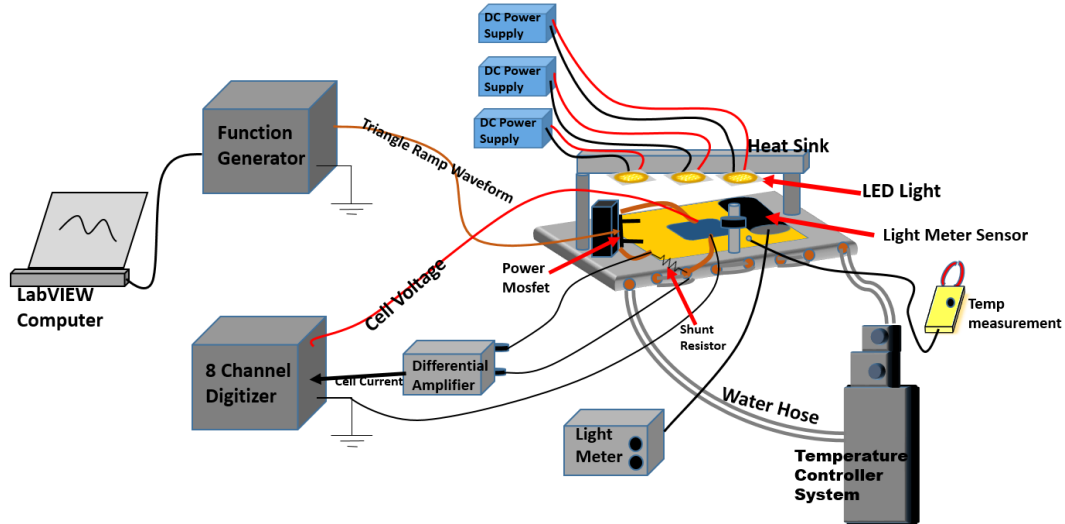 DC Power
Supply
DC Power
Supply
DC Power
Supply
Function
Generator
Triangle Ramp Waveform
Heat Sink
LED Light
Light Meter Sensor
Power
Mosfet
Cell Voltage
LabVIEW
Computer
Temp
measurement
Shunt
Resistor
8 Channel
Digitizer
Cell Current
Differential
Amplifier
Water Hose
Light
Meter
Temperature
Controller
System